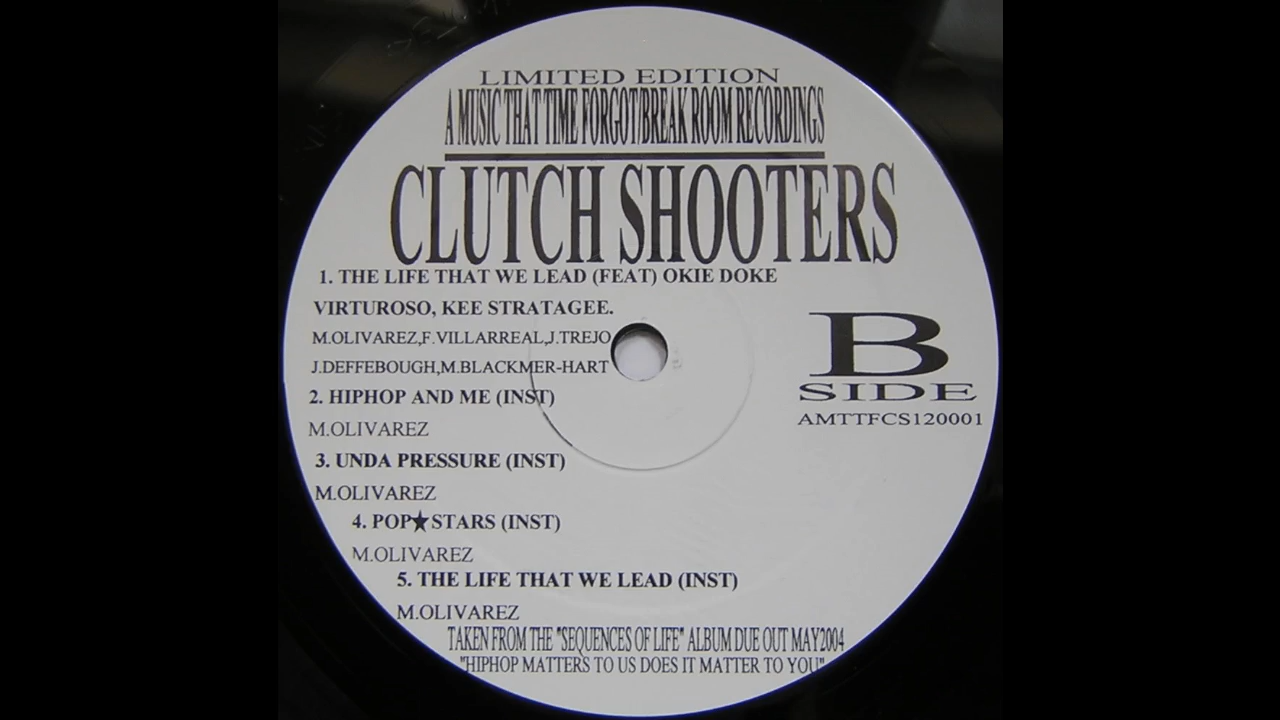 LIMITED EDITION
A MUSIC THAT TIME FORGOT/BREAK ROOM RECORDINGS
CLUTCH SHOOTERS
1. THE LIFE THAT WE LEAD (FEAT) OKIE DOKE
VIRTUROSO, KEE STRATAGEE.
M.OLIVAREZ,F.VILLARREAL,J.TREJO
J.DEFFEBOUGH,M.BLACKMER-HART
2. HIPHOP AND ME (INST)
M.OLIVAREZ
3. UNDA PRESSURE (INST)
M.OLIVAREZ
4. POP★STARS (INST)
M.OLIVAREZ
5. THE LIFE THAT WE LEAD (INST)
M.OLIVAREZ
B
SIDE
AMTTFCS120001
TAKEN FROM THE "SEQUENCES OF LIFE" ALBUM DUE OUT MAY2004
"HIPHOP MATTERS TO US DOES IT MATTER TO YOU"